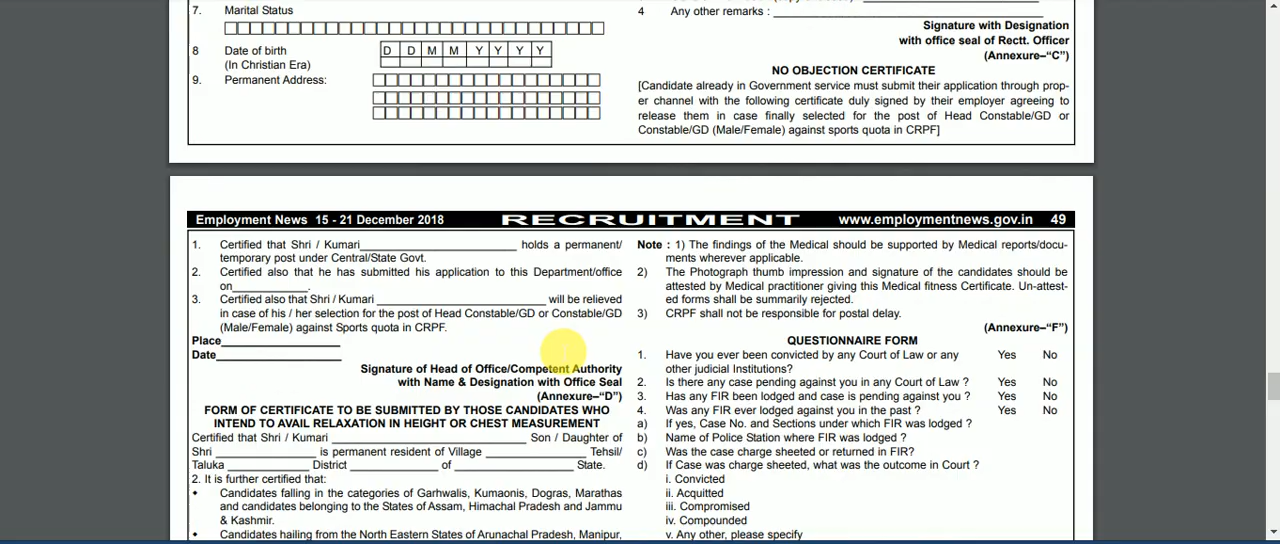 7. Marital Status
8 Date of birth
D D M M Y Y Y Y
(In Christian Era)
9. Permanent Address:
4 Any other remarks :
Signature with Designation
with office seal of Rectt. Officer
(Annexure–“C”)
NO OBJECTION CERTIFICATE
[Candidate already in Government service must submit their application through prop-
er channel with the following certificate duly signed by their employer agreeing to
release them in case finally selected for the post of Head Constable/GD or
Constable/GD (Male/Female) against sports quota in CRPF]
Employment News 15 - 21 December 2018 RECRUITMENT www.employmentnews.gov.in 49
1. Certified that Shri / Kumari____________________ holds a permanent/
temporary post under Central/State Govt.
2. Certified also that he has submitted his application to this Department/office
on____________.
3. Certified also that Shri / Kumari ______________________ will be relieved
in case of his / her selection for the post of Head Constable/GD or Constable/GD
(Male/Female) against Sports quota in CRPF.
Place________________
Date_________________
Signature of Head of Office/Competent Authority
with Name & Designation with Office Seal
(Annexure–“D”)
FORM OF CERTIFICATE TO BE SUBMITTED BY THOSE CANDIDATES WHO
INTEND TO AVAIL RELAXATION IN HEIGHT OR CHEST MEASUREMENT
Certified that Shri / Kumari _________________________ Son / Daughter of
Shri ______________ is permanent resident of Village _____________ Tehsil/
Taluka ___________ District ___________ of _______________ State.
2. It is further certified that:
• Candidates falling in the categories of Garhwalis, Kumaonis, Dogras, Marathas
and candidates belonging to the States of Assam, Himachal Pradesh and Jammu
& Kashmir.
• Candidates hailing from the North Eastern States of Arunachal Pradesh, Manipur,
Note : 1) The findings of the Medical should be supported by Medical reports/docu-
ments wherever applicable.
2) The Photograph thumb impression and signature of the candidates should be
attested by Medical practitioner giving this Medical fitness Certificate. Un-attest-
ed forms shall be summarily rejected.
3) CRPF shall not be responsible for postal delay.
(Annexure–“F”)
QUESTIONNAIRE FORM
1. Have you ever been convicted by any Court of Law or any Yes No
other judicial Institutions?
2. Is there any case pending against you in any Court of Law ? Yes No
3. Has any FIR been lodged and case is pending against you ? Yes No
4. Was any FIR ever lodged against you in the past ? Yes No
a) If yes, Case No. and Sections under which FIR was lodged ?
b) Name of Police Station where FIR was lodged ?
c) Was the case charge sheeted or returned in FIR?
d) If Case was charge sheeted, what was the outcome in Court ?
i. Convicted
ii. Acquitted
iii. Compromised
iv. Compounded
v. Any other, please specify